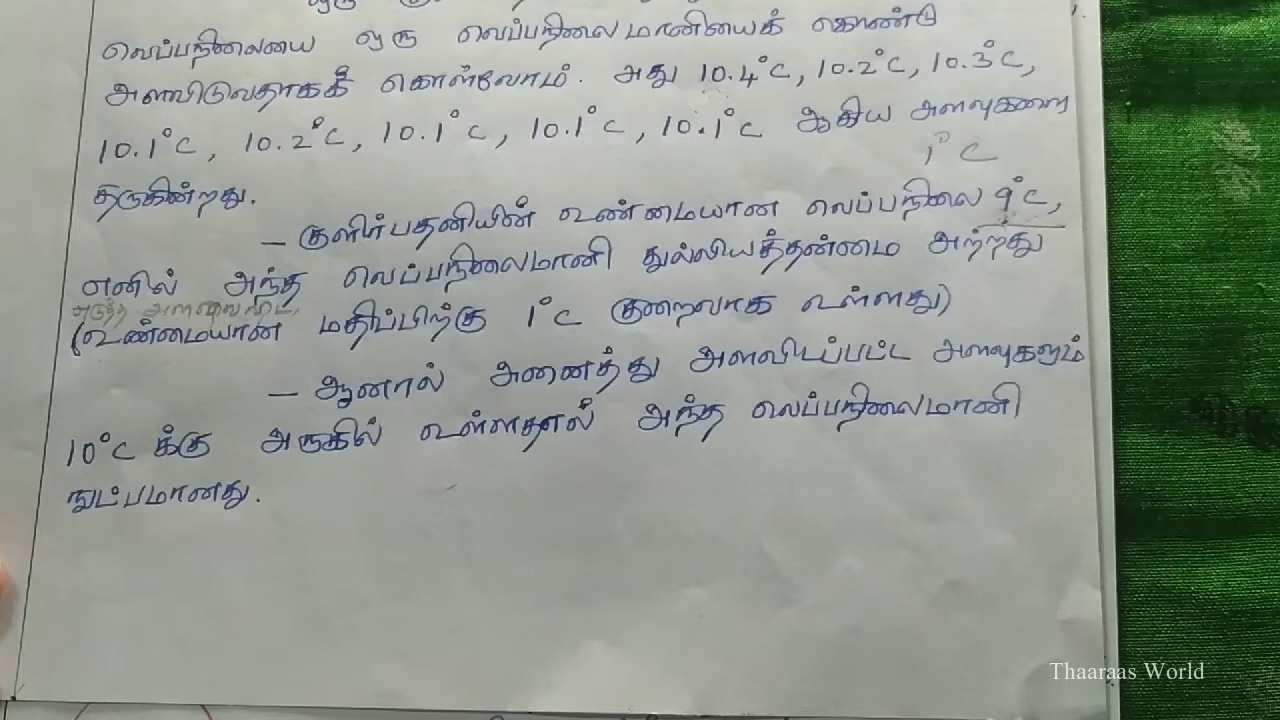 ஒரு
வெப்பநிலையை ஒரு வெப்பநிலைமானியைக் கொண்டு
அளவிடுவதாகக் கொள்வோம். அது 10.4°C, 10.2°C, 10.3°C,
10.1°C, 10.2°C, 10.1°C, 10.1°C, 10.1°C ஆகிய அளவுகளை
1°C
தருகின்றது.
– குளிர்பதனியின் உண்மையான வெப்பநிலை 9°C,
எனில் அந்த வெப்பநிலைமானி துல்லியத்தன்மை அற்றது
(உண்மையான மதிப்பிற்கு 1°C குறைவாக உள்ளது)
– ஆனால் அனைத்து அளவிடப்பட்ட அளவுகளும்
10°C க்கு அருகில் உள்ளதால் அந்த வெப்பநிலைமானி
நுட்பமானது.
Thaaraas World